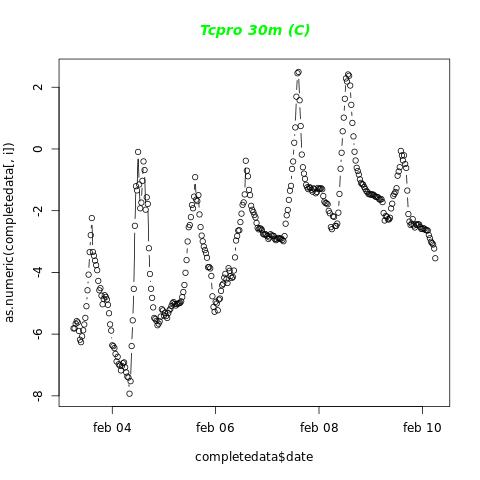 Tcpro 30m (C)
as.numeric(completedata[, i])
2
0
-2
-4
-6
-8
feb 04 feb 06 feb 08 feb 10
completedata$date